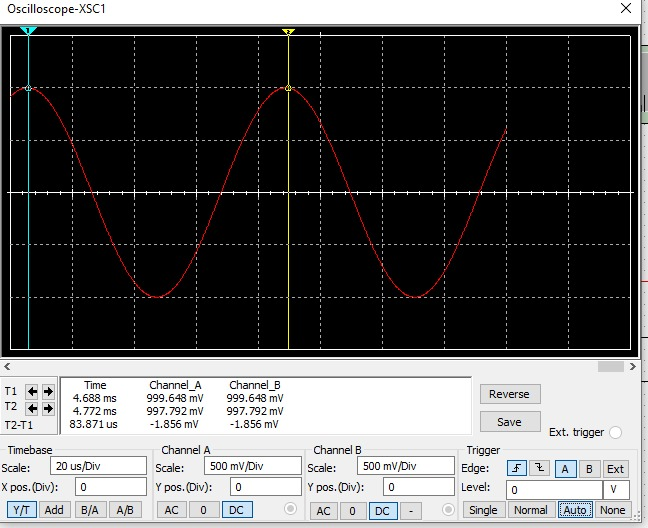 Oscilloscope-XSC1
1
2
Time Channel_A Channel_B
T1 4.688 ms 999.648 mV 999.648 mV
T2 4.772 ms 997.792 mV 997.792 mV
T2-T1 83.871 us -1.856 mV -1.856 mV
Reverse
Save
Ext. trigger
Timebase
Scale: 20 us/Div
X pos.(Div): 0
Y/T Add B/A A/B
Channel A
Scale: 500 mV/Div
Y pos.(Div): 0
AC 0 DC
Channel B
Scale: 500 mV/Div
Y pos.(Div): 0
AC 0 DC -
Trigger
Edge: A B Ext
Level: 0 V
Single Normal Auto None